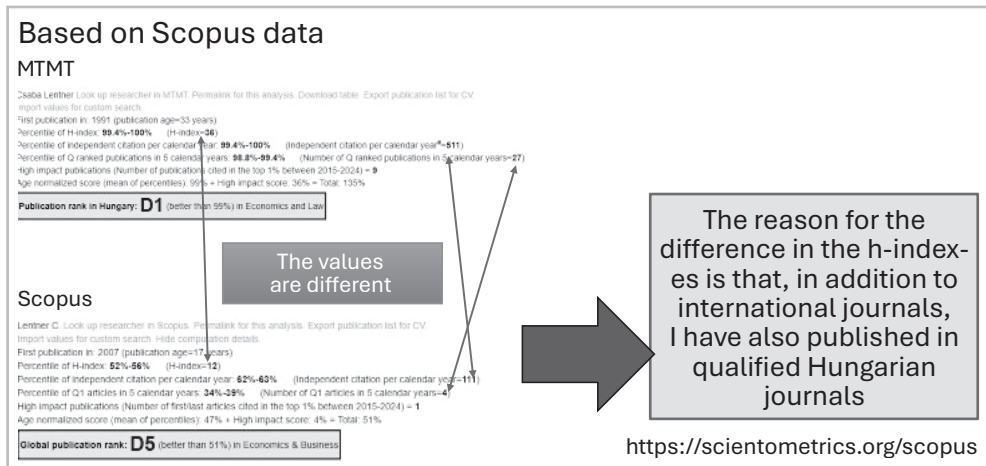 Based on Scopus data
MTMT
Csaba Lentner Look up researcher in MTMT. Permalink for this analysis. Download table. Export publication list for CV.
Import values for custom search.
First publication in: 1991 (publication age=33 years)
Percentile of H-index: 99.4%-100% (H-index=36)
Percentile of independent citation per calendar year: 99.4%-100% (Independent citation per calendar year*=511)
Percentile of Q ranked publications in 5 calendar years: 98.8%-99.4% (Number of Q ranked publications in 5 calendar years=27)
High impact publications (Number of publications cited in the top 1% between 2015-2024) = 9
Age normalized score (mean of percentiles): 99% + High impact score: 36% = Total: 135%
Publication rank in Hungary: D1 (better than 99%) in Economics and Law
The values
are different
Scopus
Lentner C. Look up researcher in Scopus. Permalink for this analysis. Export publication list for CV.
Import values for custom search. Hide computation details.
First publication in: 2007 (publication age=17 years)
Percentile of H-index: 52%-56% (H-index=12)
Percentile of independent citation per calendar year: 62%-63% (Independent citation per calendar year=111)
Percentile of Q1 articles in 5 calendar years: 34%-39% (Number of Q1 articles in 5 calendar years=4)
High impact publications (Number of first/last articles cited in the top 1% between 2015-2024) = 1
Age normalized score (mean of percentiles): 47% + High impact score: 4% = Total: 51%
Global publication rank: D5 (better than 51%) in Economics & Business
The reason for the
difference in the h-index-
es is that, in addition to
international journals,
I have also published in
qualified Hungarian
journals
https://scientometrics.org/scopus